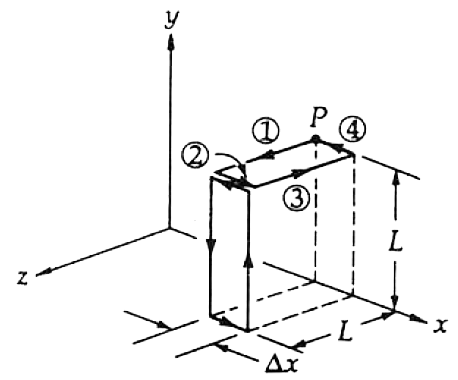 y
① P ④
②
③
L
z
x
L
Δx